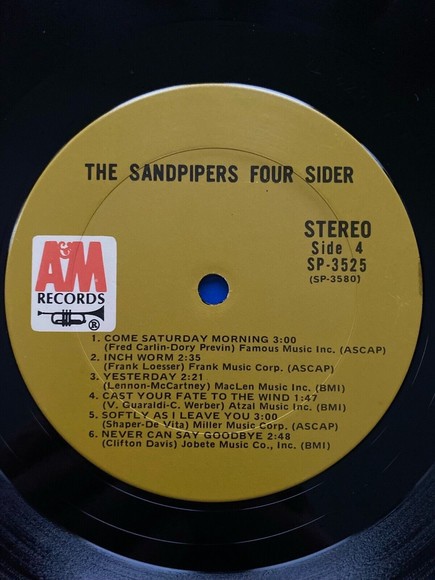 THE SANDPIPERS FOUR SIDER
STEREO
Side 4
SP-3525
(SP-3580)
A&M
RECORDS
®
1. COME SATURDAY MORNING 3:00
(Fred Carlin-Dory Previn) Famous Music Inc. (ASCAP)
2. INCH WORM 2:35
(Frank Loesser) Frank Music Corp. (ASCAP)
3. YESTERDAY 2:21
(Lennon-McCartney) MacLen Music Inc. (BMI)
4. CAST YOUR FATE TO THE WIND 1:47
(V. Guaraldi-C. Werber) Atzal Music Inc. (BMI)
5. SOFTLY AS I LEAVE YOU 3:00
(Shaper-De Vita) Miller Music Corp. (ASCAP)
6. NEVER CAN SAY GOODBYE 2:48
(Clifton Davis) Jobete Music Co., Inc. (BMI)